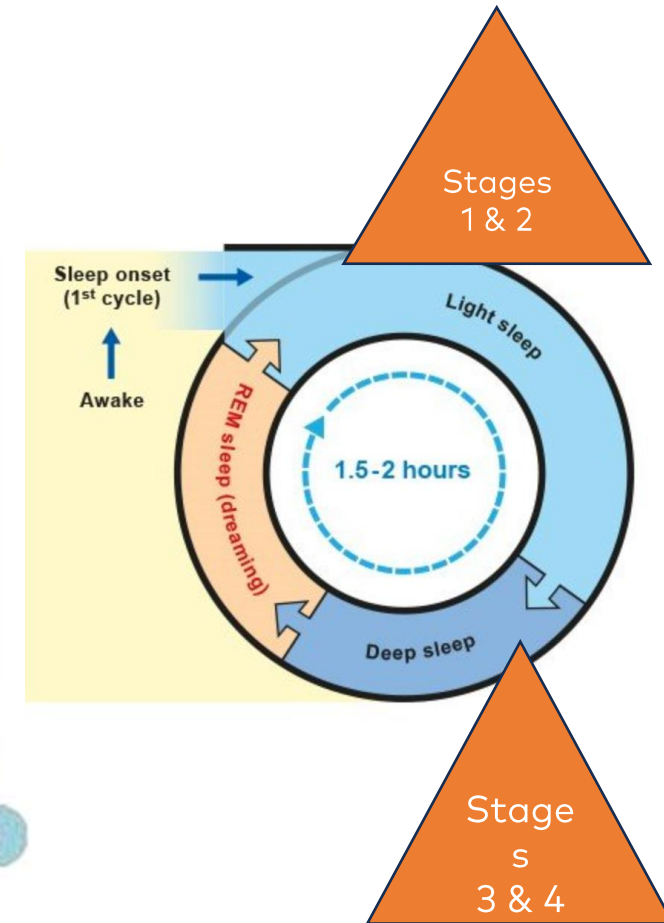 Stages
1 & 2
Sleep onset
(1st cycle)
Light sleep
Awake
REM sleep (dreaming)
1.5-2 hours
Deep sleep
Stage
s
3 & 4